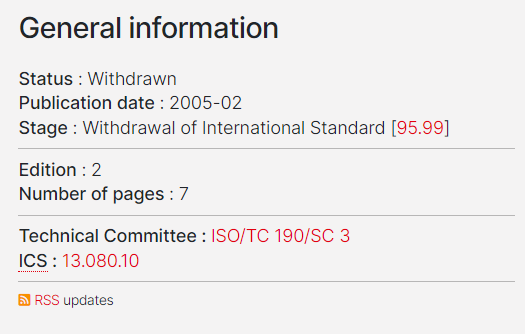 General information
Status : Withdrawn
Publication date : 2005-02
Stage : Withdrawal of International Standard [95.99]
Edition : 2
Number of pages : 7
Technical Committee : ISO/TC 190/SC 3
ICS : 13.080.10
RSS updates